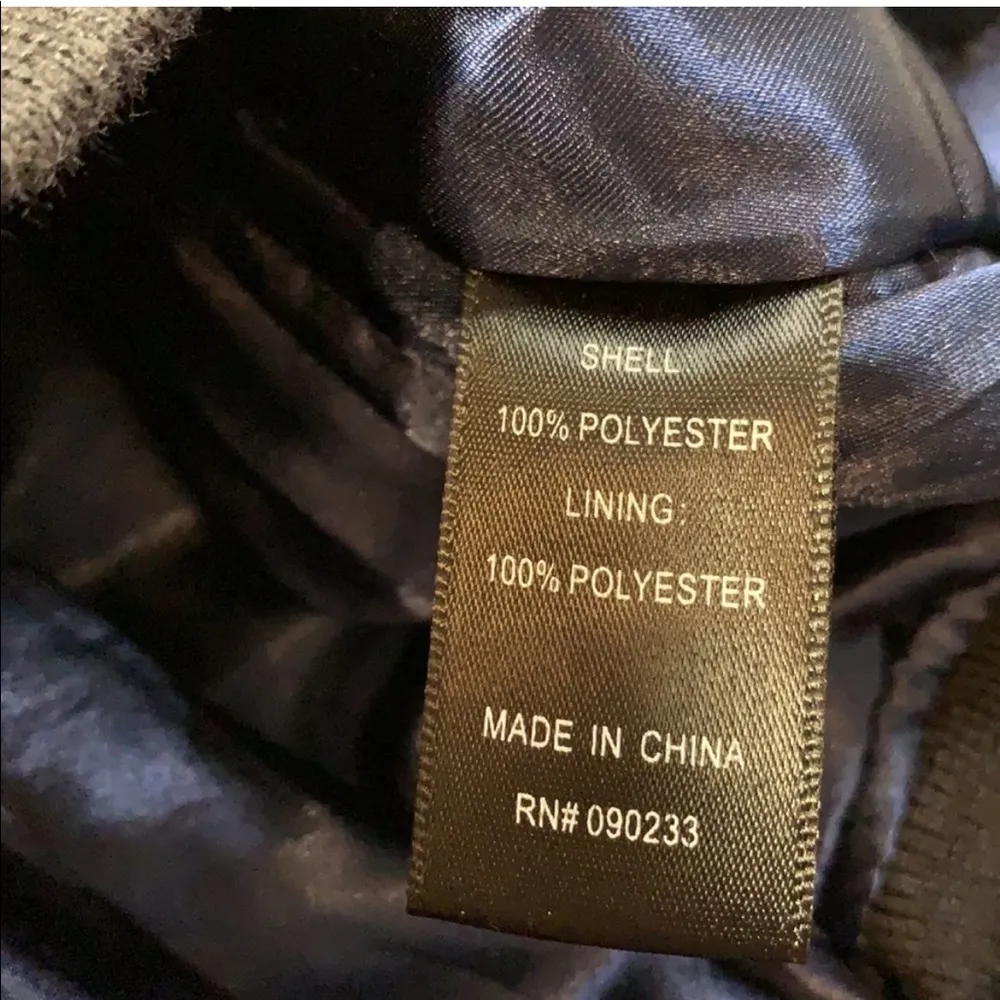 SHELL
100% POLYESTER
LINING:
100% POLYESTER
MADE IN CHINA
RN# 090233